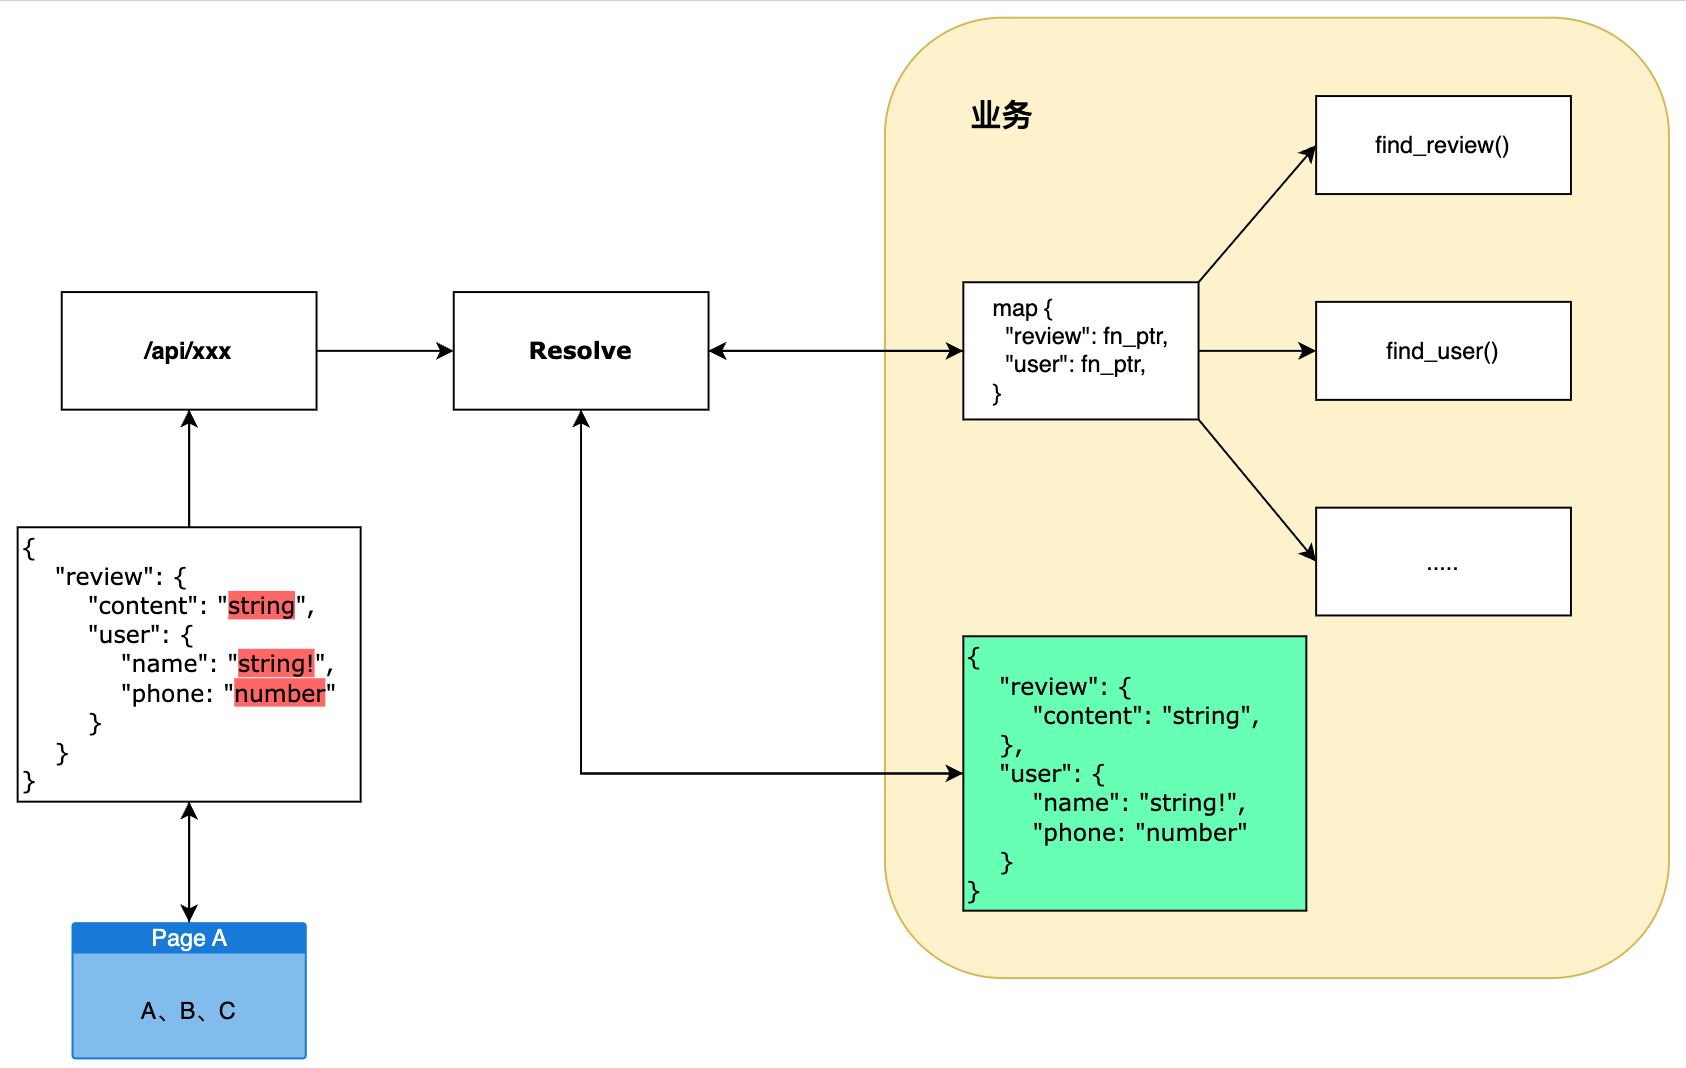 业务
find_review()
/api/xxx
Resolve
map {
"review": fn_ptr,
"user": fn_ptr,
}
find_user()
.....
{
"review": {
"content": "string",
"user": {
"name": "string!",
"phone: "number"
}
}
}
{
"review": {
"content": "string",
},
"user": {
"name": "string!",
"phone: "number"
}
}
Page A
A、B、C